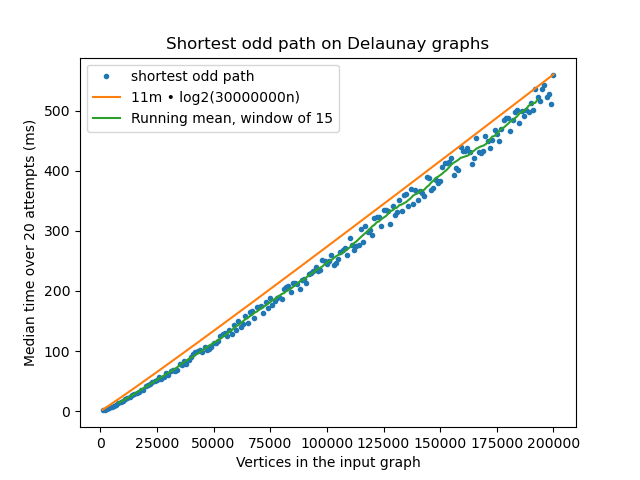 Shortest odd path on Delaunay graphs
shortest odd path
11m • log2(30000000n)
Running mean, window of 15
Median time over 20 attempts (ms)
500
400
300
200
100
0
0 25000 50000 75000 100000 125000 150000 175000 200000
Vertices in the input graph